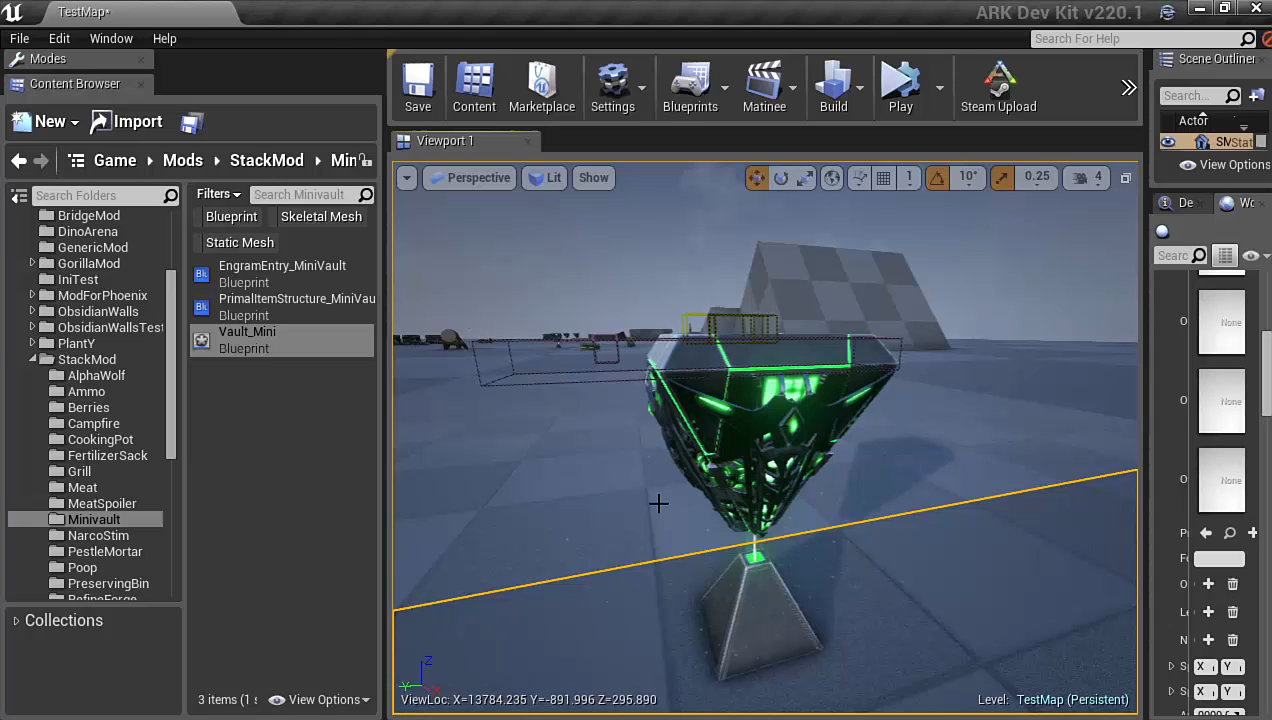 TestMap*
ARK Dev Kit v220.1
File Edit Window Help
Search For Help
Modes
Content Browser
New
Import
Game Mods StackMod Min
Search Folders
BridgeMod
DinoArena
GenericMod
GorillaMod
IniTest
ModForPhoenix
ObsidianWalls
ObsidianWallsTest
PlantY
StackMod
AlphaWolf
Ammo
Berries
Campfire
CookingPot
FertilizerSack
Grill
Meat
MeatSpoiler
Minivault
NarcoStim
PestleMortar
Poop
PreservingBin
RefineForge
Collections
Filters
Search Minivault
Blueprint Skeletal Mesh
Static Mesh
EngramEntry_MiniVault
Blueprint
PrimalItemStructure_MiniVau
Blueprint
Vault_Mini
Blueprint
3 items (1 s
View Options
Save Content Marketplace Settings Blueprints Matinee Build Play Steam Upload
Viewport 1
Perspective Lit Show
1 10° 0.25 4
ViewLoc: X=13784.235 Y=-891.996 Z=295.890
Level: TestMap (Persistent)
Scene Outliner
Search...
Actor
SM Stat
View Options
De Wo
Searc
O None
None
O None
P
Fo
O
Le
N
S X Y
S X Y